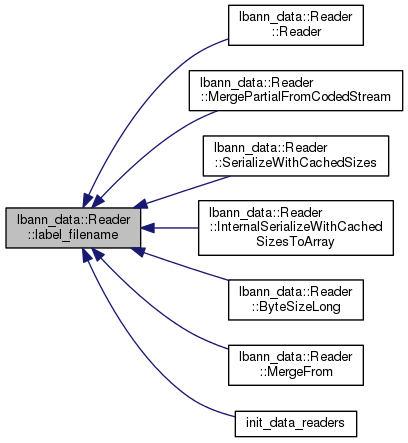 lbann_data::Reader
::Reader
lbann_data::Reader
::MergePartialFromCodedStream
lbann_data::Reader
::SerializeWithCachedSizes
lbann_data::Reader
::label_filename
lbann_data::Reader
::InternalSerializeWithCached
SizesToArray
lbann_data::Reader
::ByteSizeLong
lbann_data::Reader
::MergeFrom
init_data_readers